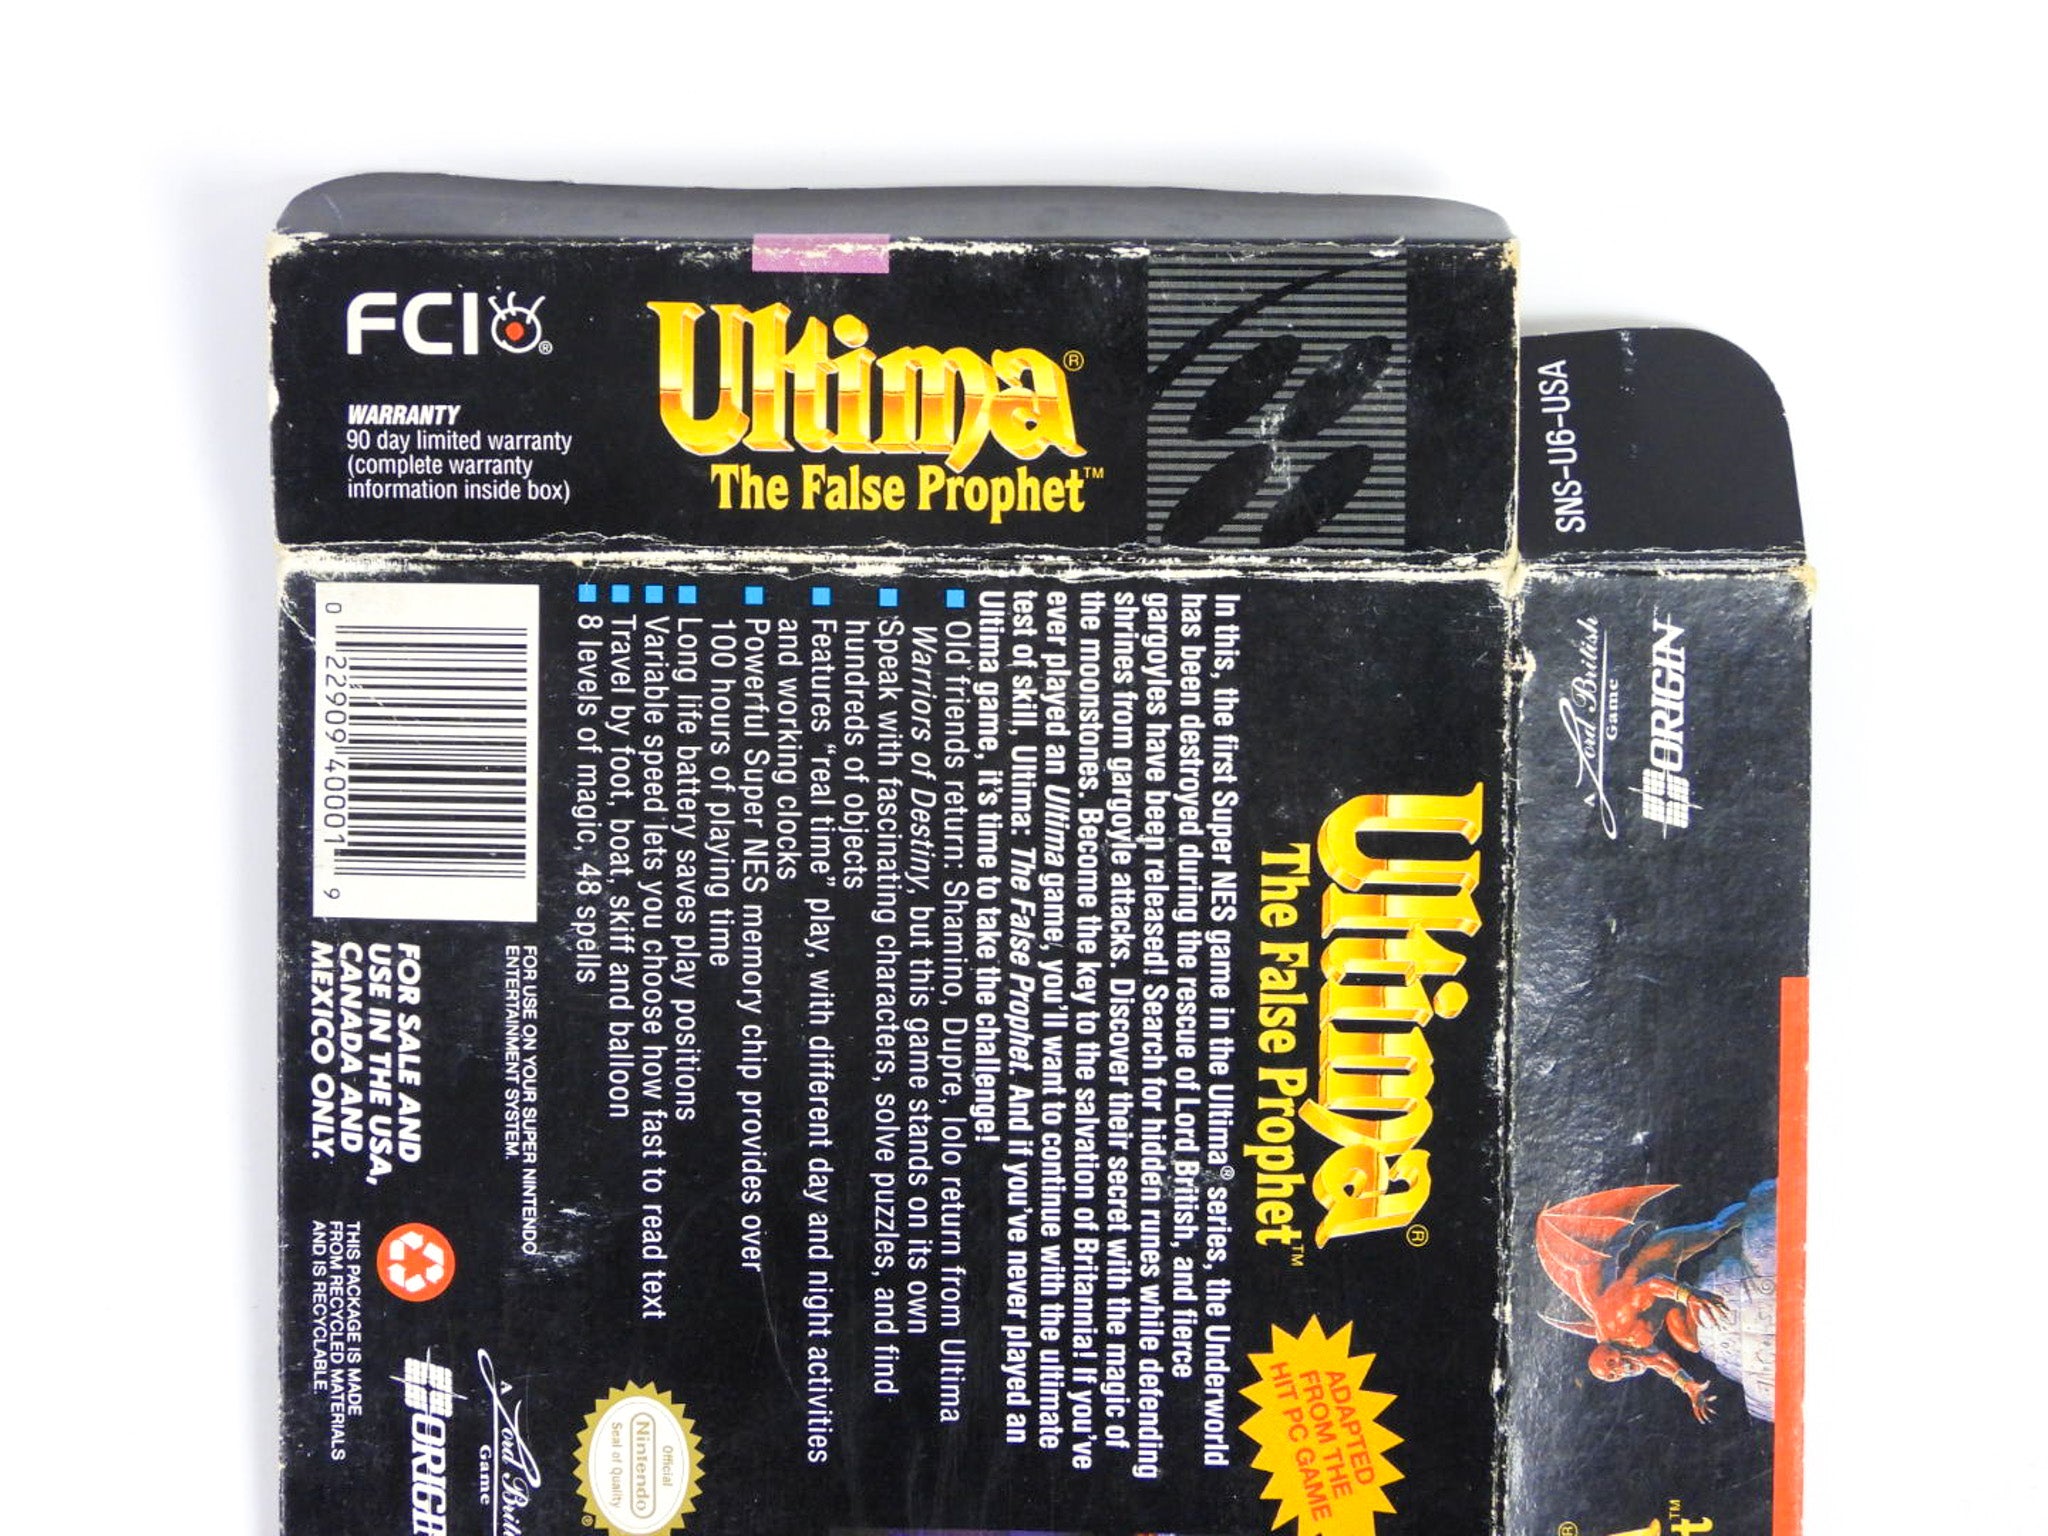 FCI®
WARRANTY
90 day limited warranty
(complete warranty
information inside box)
Ultima®
The False Prophet™
SNS-U6-USA
ORIGIN
A Lord British
Game
Ultima®
The False Prophet™
ADAPTED
FROM THE
HIT PC GAME
In this, the first Super NES game in the Ultima® series, the Underworld
has been destroyed during the rescue of Lord British, and fierce
gargoyles have been released! Search for hidden runes while defending
shrines from gargoyle attacks. Discover their secret with the magic of
the moonstones. Become the key to the salvation of Britannia! If you've
ever played an Ultima game, you'll want to continue with the ultimate
test of skill, Ultima: The False Prophet. And if you've never played an
Ultima game, it's time to take the challenge!
■ Old friends return: Shamino, Dupre, Iolo return from Ultima
Warriors of Destiny, but this game stands on its own
■ Speak with fascinating characters, solve puzzles, and find
hundreds of objects
■ Features "real time" play, with different day and night activities
and working clocks
■ Powerful Super NES memory chip provides over
100 hours of playing time
■ Long life battery saves play positions
■ Variable speed lets you choose how fast to read text
■ Travel by foot, boat, skiff and balloon
■ 8 levels of magic, 48 spells
0 22909 40001 9
FOR USE ON YOUR SUPER NINTENDO
ENTERTAINMENT SYSTEM.
FOR SALE AND
USE IN THE USA,
CANADA AND
MEXICO ONLY.
THIS PACKAGE IS MADE
FROM RECYCLED MATERIALS
AND IS RECYCLABLE.
Official
Nintendo
Seal of Quality
®
A Lord
Game
t™
®